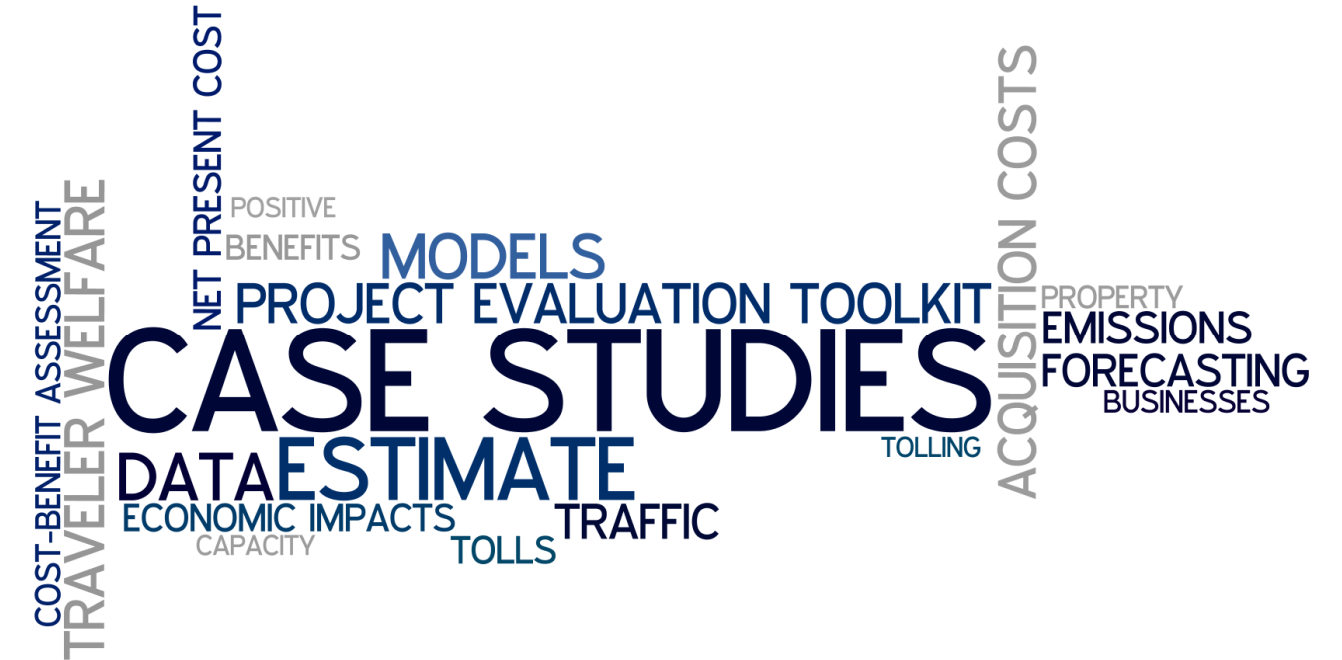 COST-BENEFIT ASSESSMENT
TRAVELER WELFARE
NET PRESENT COST
POSITIVE
BENEFITS
MODELS
PROJECT EVALUATION TOOLKIT
CASE STUDIES
DATA
ESTIMATE
TOLLING
ECONOMIC IMPACTS
TRAFFIC
CAPACITY
TOLLS
ACQUISITION COSTS
PROPERTY
EMISSIONS
FORECASTING
BUSINESSES